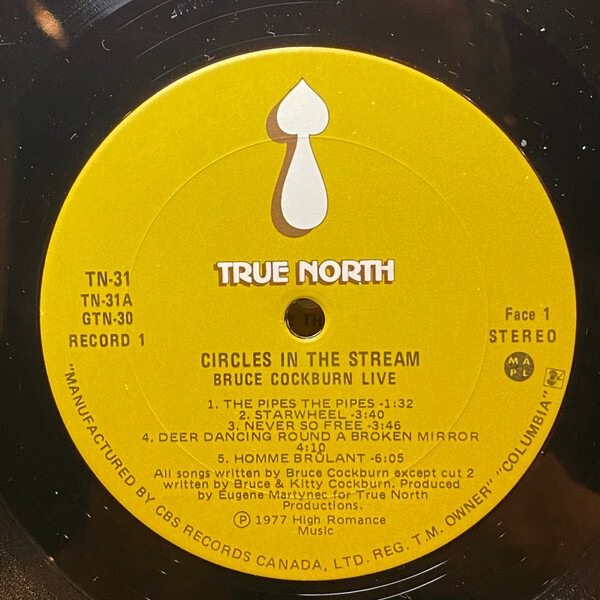 TRUE NORTH
TN-31
TN-31A
GTN-30
RECORD 1
Face 1
STEREO
M A P L
CIRCLES IN THE STREAM
BRUCE COCKBURN LIVE
1. THE PIPES THE PIPES -1:32
2. STARWHEEL -3:40
3. NEVER SO FREE -3:46
4. DEER DANCING ROUND A BROKEN MIRROR
4:10
5. HOMME BRÛLANT -6:05
All songs written by Bruce Cockburn except cut 2
written by Bruce & Kitty Cockburn. Produced
by Eugene Martynec for True North
Productions.
Ⓟ 1977 High Romance
Music
"MANUFACTURED BY CBS RECORDS CANADA, LTD. REG. T.M. OWNER" "COLUMBIA"